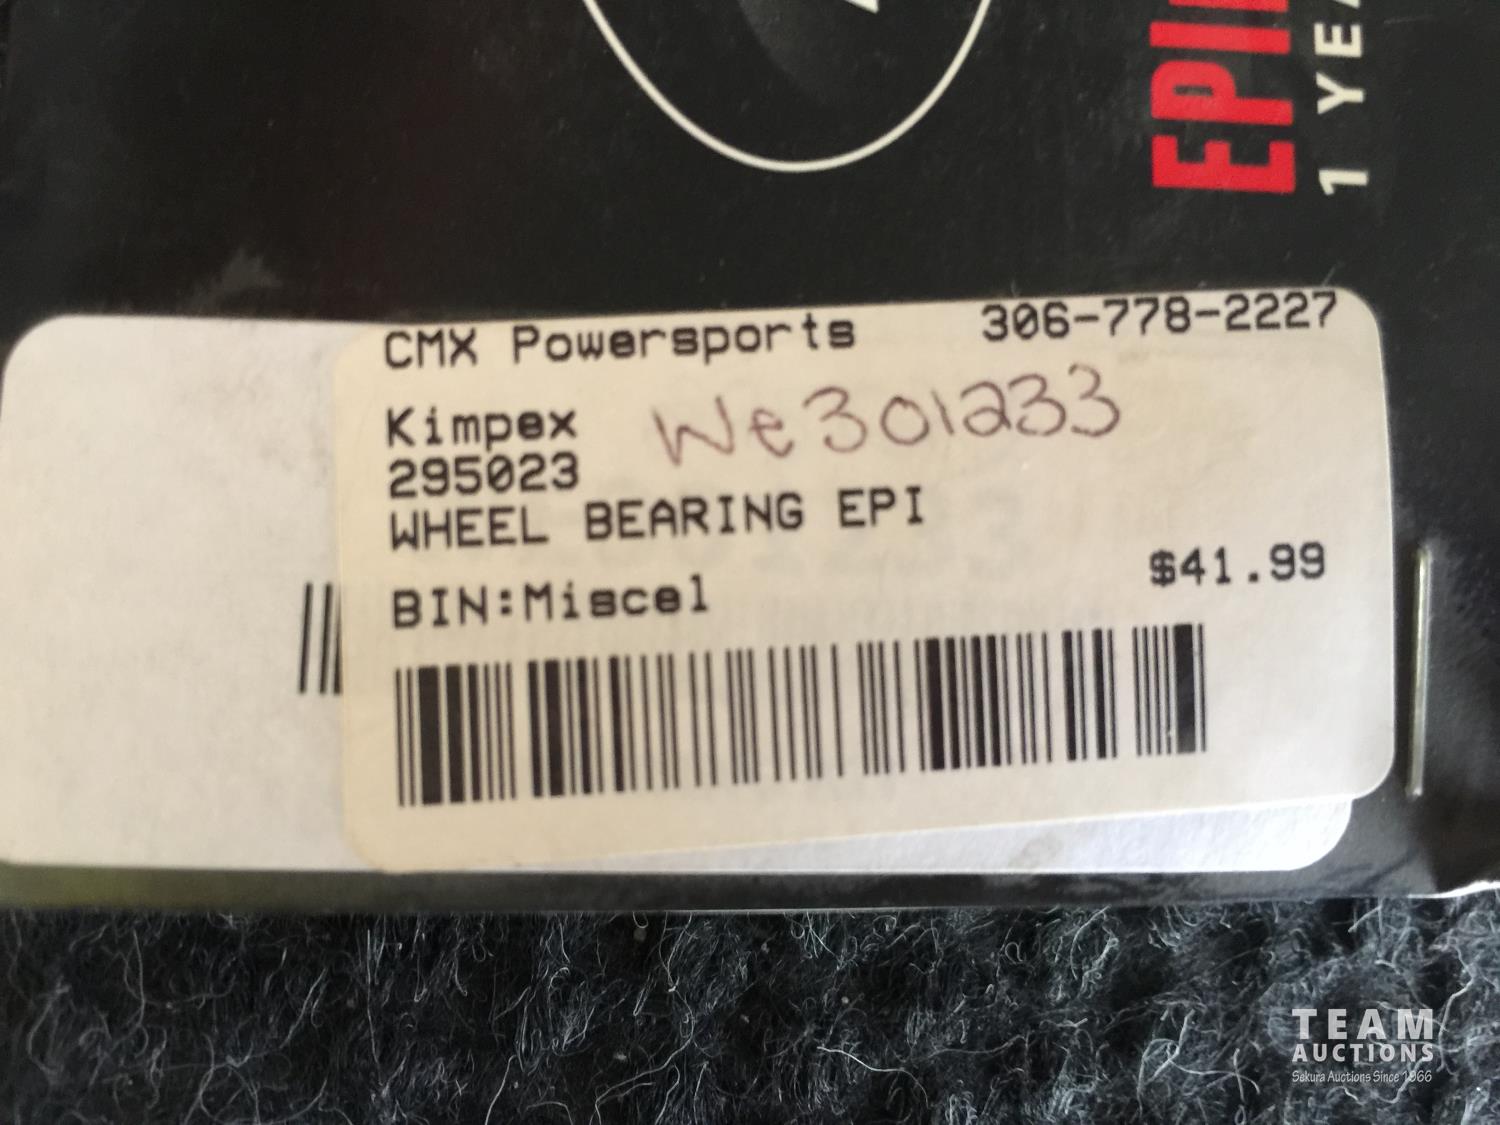 EPI
1 YEA
CMX Powersports 306-778-2227
Kimpex We301233
295023
WHEEL BEARING EPI
$41.99
BIN:Miscel
TEAM
AUCTIONS
Sakura Auctions Since 1966